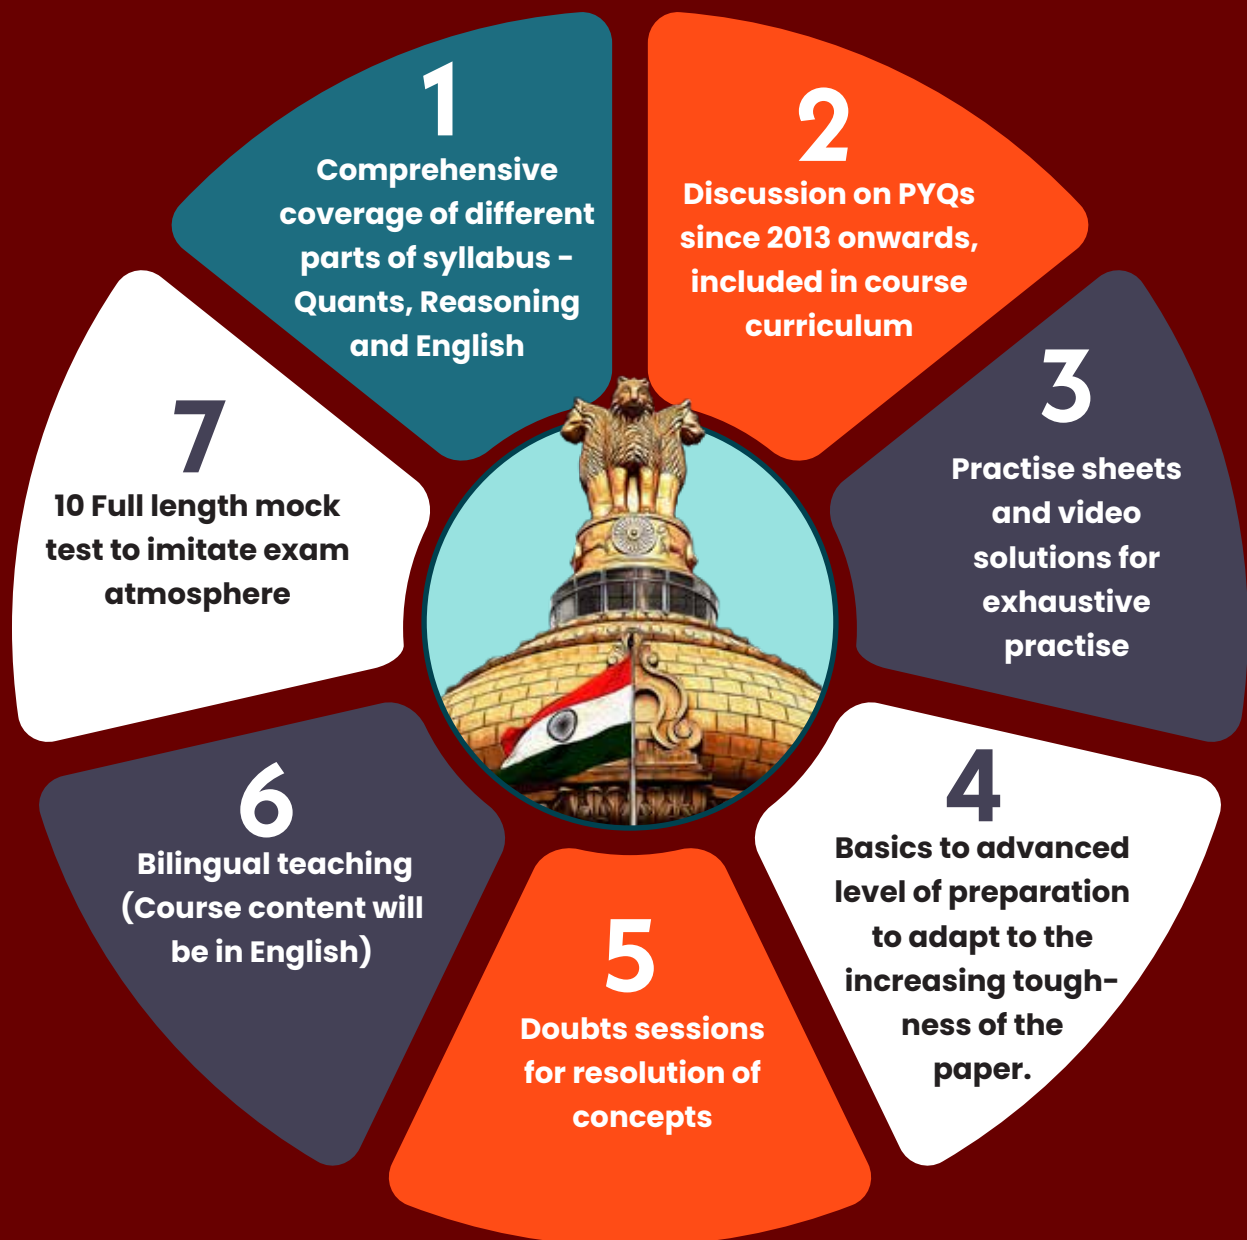 1
Comprehensive
coverage of different
parts of syllabus -
Quants, Reasoning
and English
2
Discussion on PYQs
since 2013 onwards,
included in course
curriculum
3
Practise sheets
and video
solutions for
exhaustive
practise
4
Basics to advanced
level of preparation
to adapt to the
increasing tough-
ness of the
paper.
5
Doubts sessions
for resolution of
concepts
6
Bilingual teaching
(Course content will
be in English)
7
10 Full length mock
test to imitate exam
atmosphere